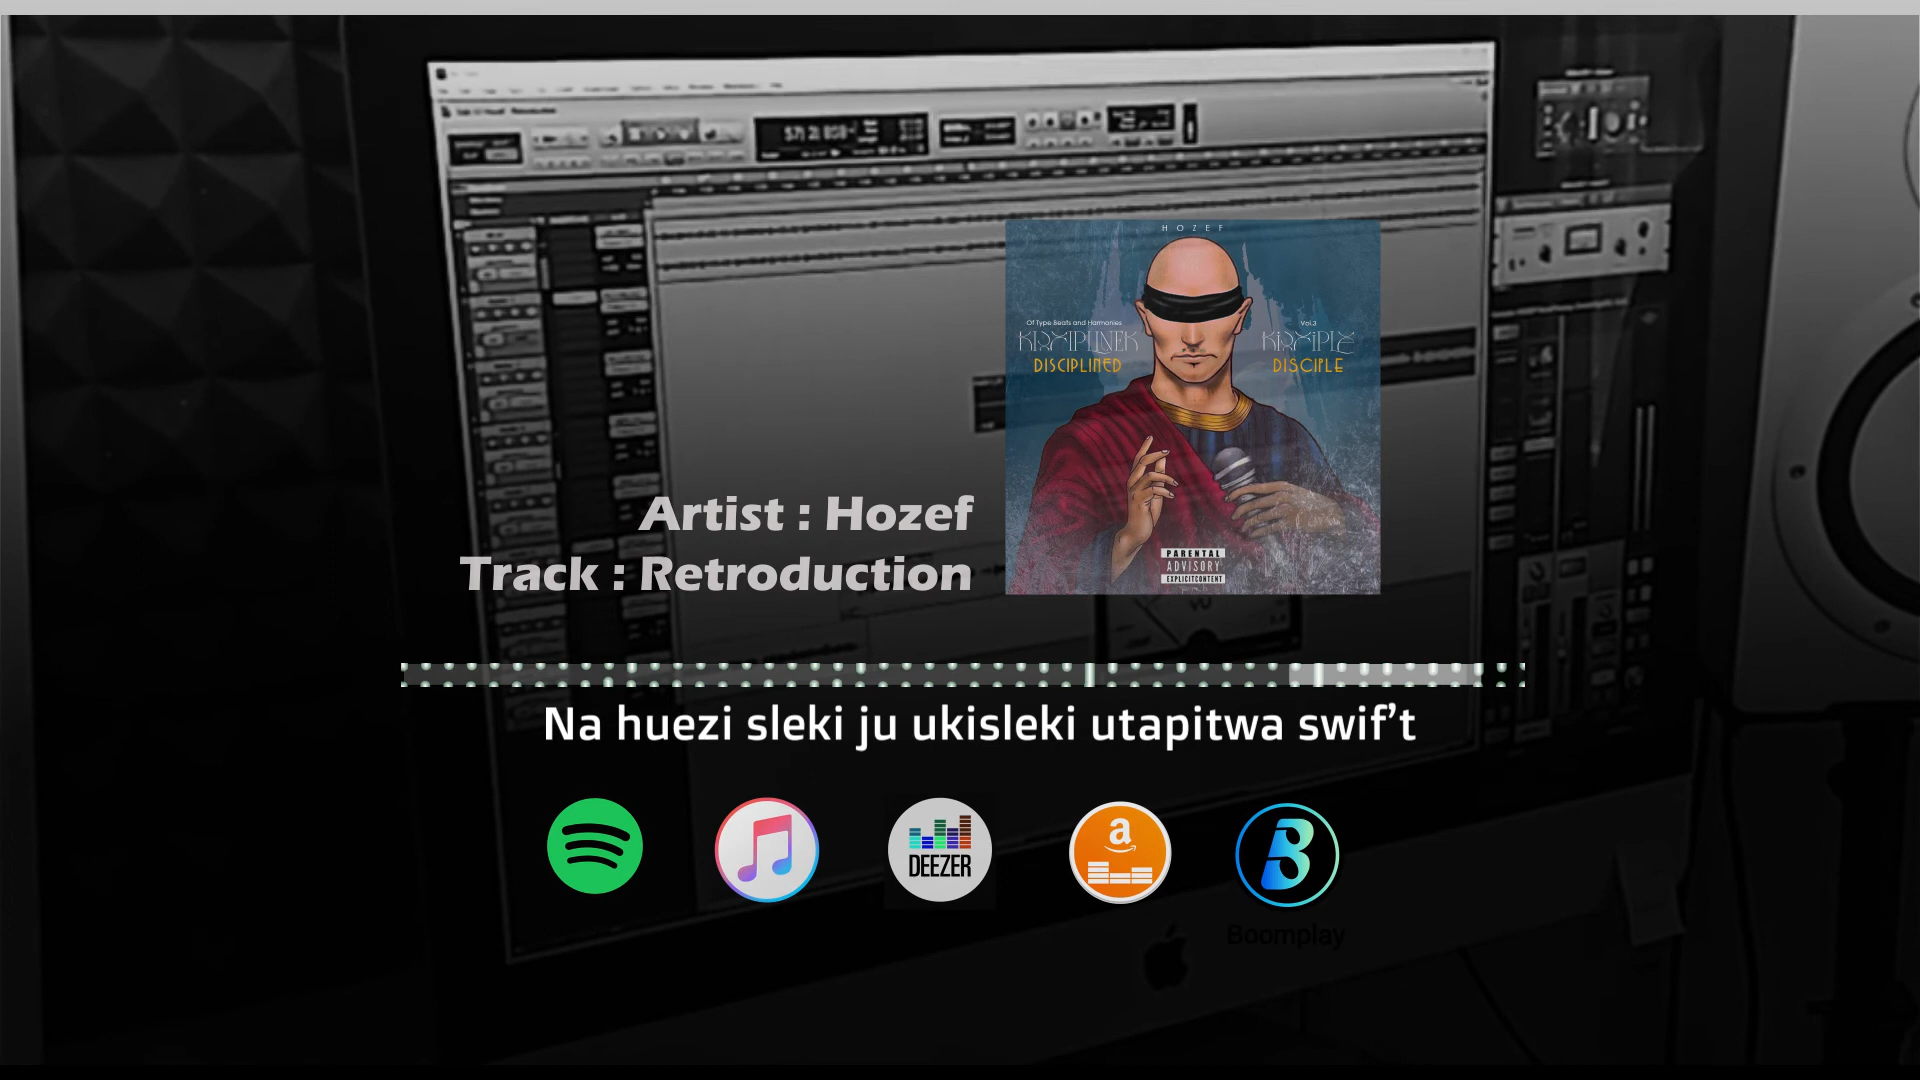 HOZEF
Of Type Beats and Harmonies
Vol.3
DISCIPLINED
DISCIPLE
PARENTAL
ADVISORY
EXPLICIT CONTENT
Artist : Hozef
Track : Retroduction
Na huezi sleki ju ukisleki utapitwa swif’t
DEEZER
a
Boomplay
VU